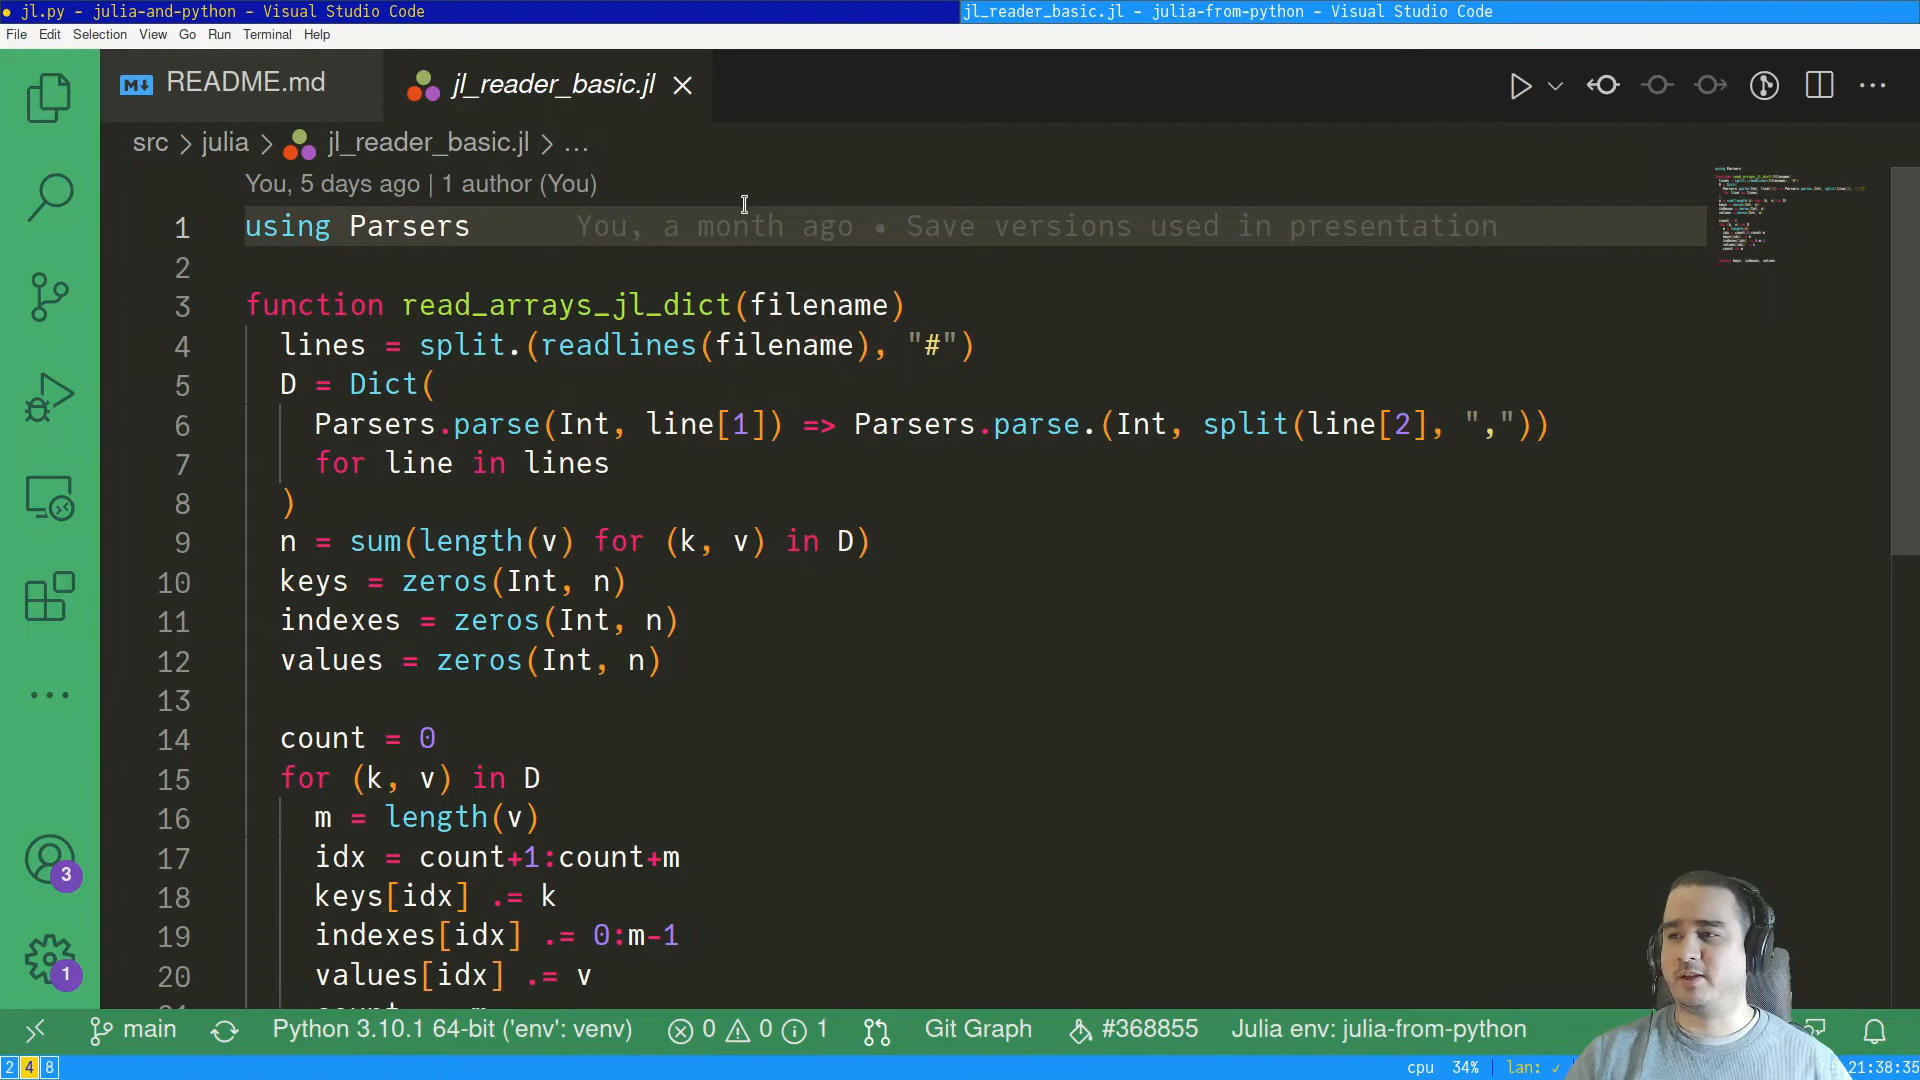 jl.py - julia-and-python - Visual Studio Code
jl_reader_basic.jl - julia-from-python - Visual Studio Code
File Edit Selection View Go Run Terminal Help
README.md
jl_reader_basic.jl
src > julia > jl_reader_basic.jl > ...
You, 5 days ago | 1 author (You)
1 using Parsers You, a month ago • Save versions used in presentation
2
3 function read_arrays_jl_dict(filename)
4 lines = split.(readlines(filename), "#")
5 D = Dict(
6 Parsers.parse(Int, line[1]) => Parsers.parse.(Int, split(line[2], ","))
7 for line in lines
8 )
9 n = sum(length(v) for (k, v) in D)
10 keys = zeros(Int, n)
11 indexes = zeros(Int, n)
12 values = zeros(Int, n)
13
14 count = 0
15 for (k, v) in D
16 m = length(v)
17 idx = count+1:count+m
18 keys[idx] .= k
19 indexes[idx] .= 0:m-1
20 values[idx] .= v
3
1
main Python 3.10.1 64-bit ('env': venv) 0 0 1 Git Graph #368855 Julia env: julia-from-python
2 4 8 cpu 34% lan: ✓ 21:38:35